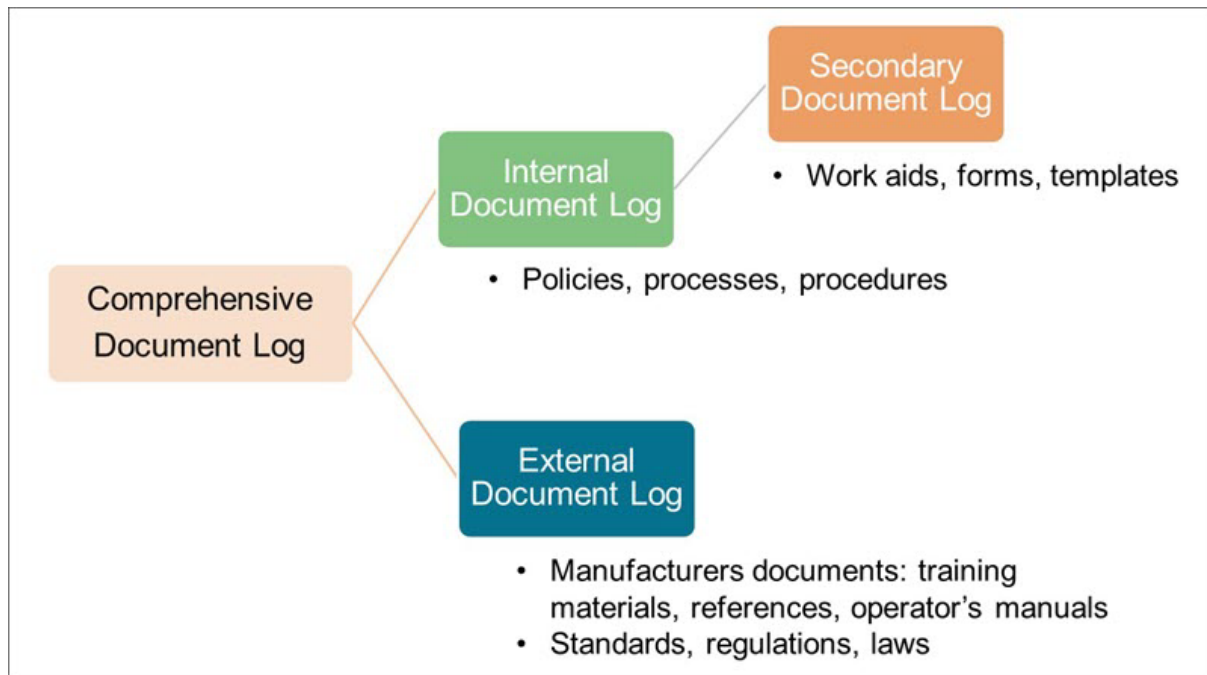 Secondary
Document Log
• Work aids, forms, templates
Internal
Document Log
• Policies, processes, procedures
Comprehensive
Document Log
External
Document Log
• Manufacturers documents: training
materials, references, operator’s manuals
• Standards, regulations, laws